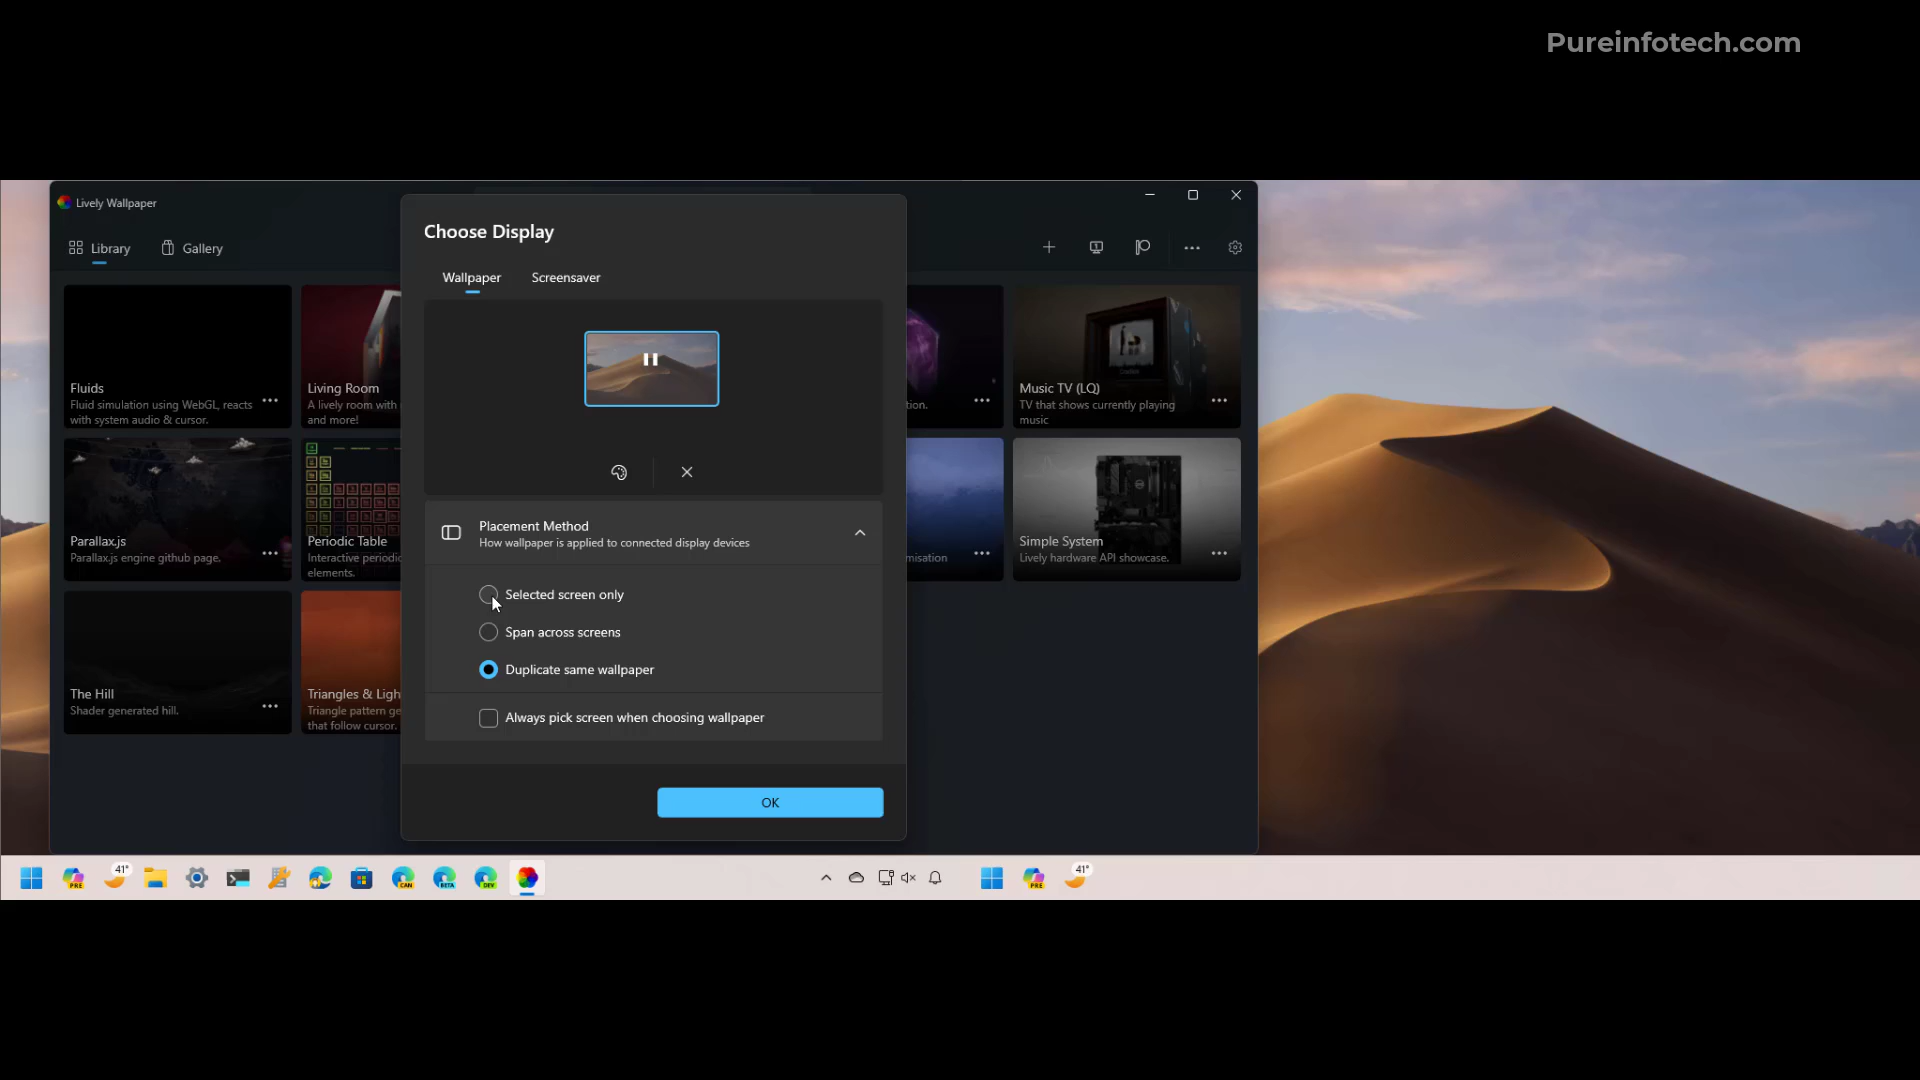 Pureinfotech.com
Lively Wallpaper
Library
Gallery
Choose Display
Wallpaper
Screensaver
Fluids
Fluid simulation using WebGL, reacts
with system audio & cursor.
Living Room
A lively room with
and more!
tion.
Music TV (LQ)
TV that shows currently playing
music
Parallax.js
Parallax.js engine github page.
Periodic Table
Interactive periodic
elements.
misation
Simple System
Lively hardware API showcase.
The Hill
Shader generated hill.
Triangles & Ligh
Triangle pattern ge
that follow cursor.
Placement Method
How wallpaper is applied to connected display devices
Selected screen only
Span across screens
Duplicate same wallpaper
Always pick screen when choosing wallpaper
OK
PRE
41°
CAN
BETA
DEV
PRE
41°